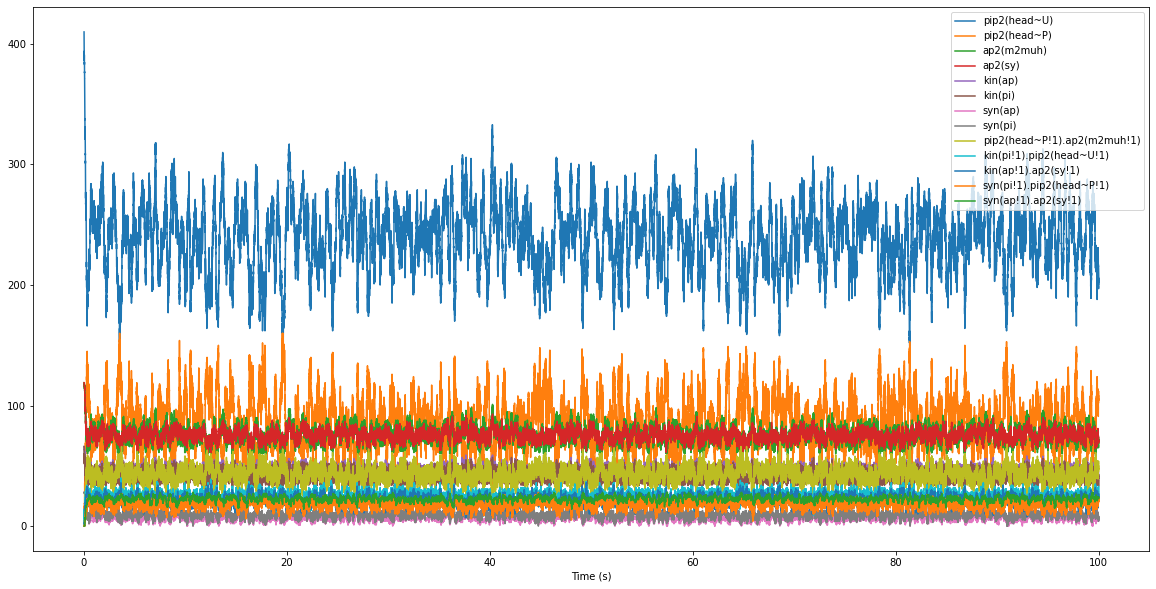 400
300
200
100
0
0
20
40
60
80
100
Time (s)
pip2(head~U)
pip2(head~P)
ap2(m2muh)
ap2(sy)
kin(ap)
kin(pi)
syn(ap)
syn(pi)
pip2(head~P!1).ap2(m2muh!1)
kin(pi!1).pip2(head~U!1)
kin(ap!1).ap2(sy!1)
syn(pi!1).pip2(head~P!1)
syn(ap!1).ap2(sy!1)